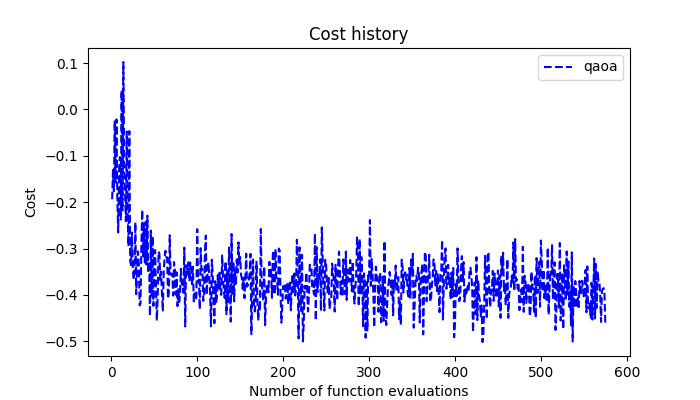 Cost history
qaoa
Cost
0.1
0.0
−0.1
−0.2
−0.3
−0.4
−0.5
0 100 200 300 400 500 600
Number of function evaluations